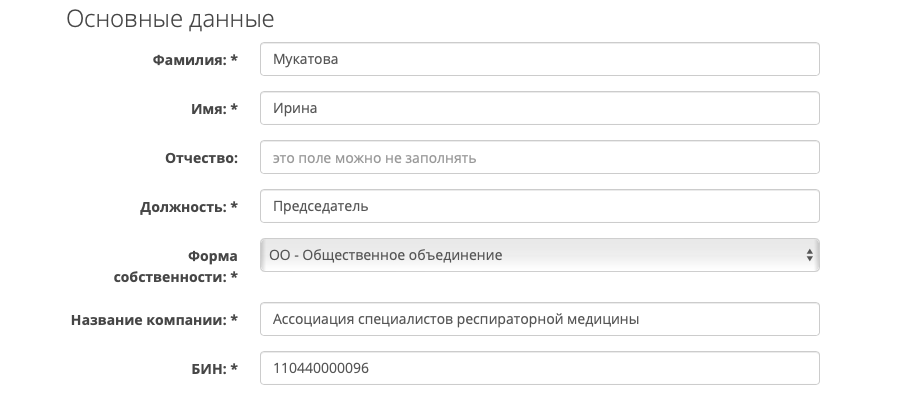 Основные данные
Фамилия: * Мукатова
Имя: * Ирина
Отчество: это поле можно не заполнять
Должность: * Председатель
Форма собственности: * ОО - Общественное объединение
Название компании: * Ассоциация специалистов респираторной медицины
БИН: * 110440000096